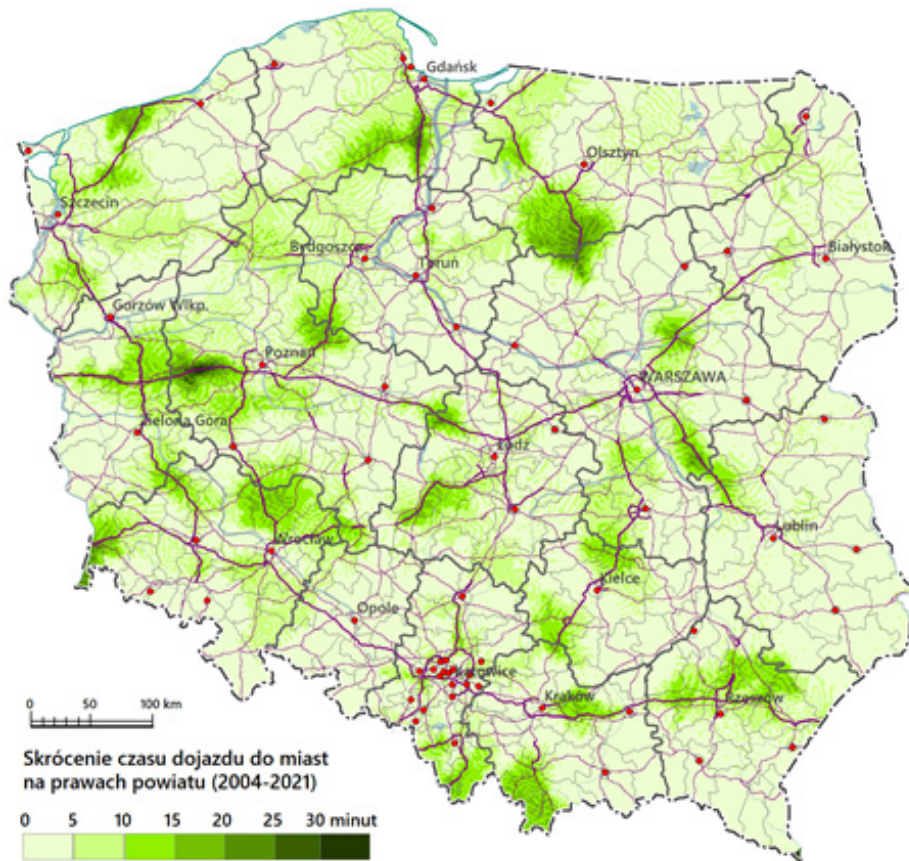 Gdańsk
Olsztyn
Szczecin
Bydgoszcz
Białystok
Toruń
Gorzów Wlkp.
Poznań
WARSZAWA
Zielona Góra
Łódź
Lublin
Wrocław
Kielce
Opole
Katowice
Kraków
Rzeszów
0 50 100 km
Skrócenie czasu dojazdu do miast
na prawach powiatu (2004-2021)
0 5 10 15 20 25 30 minut